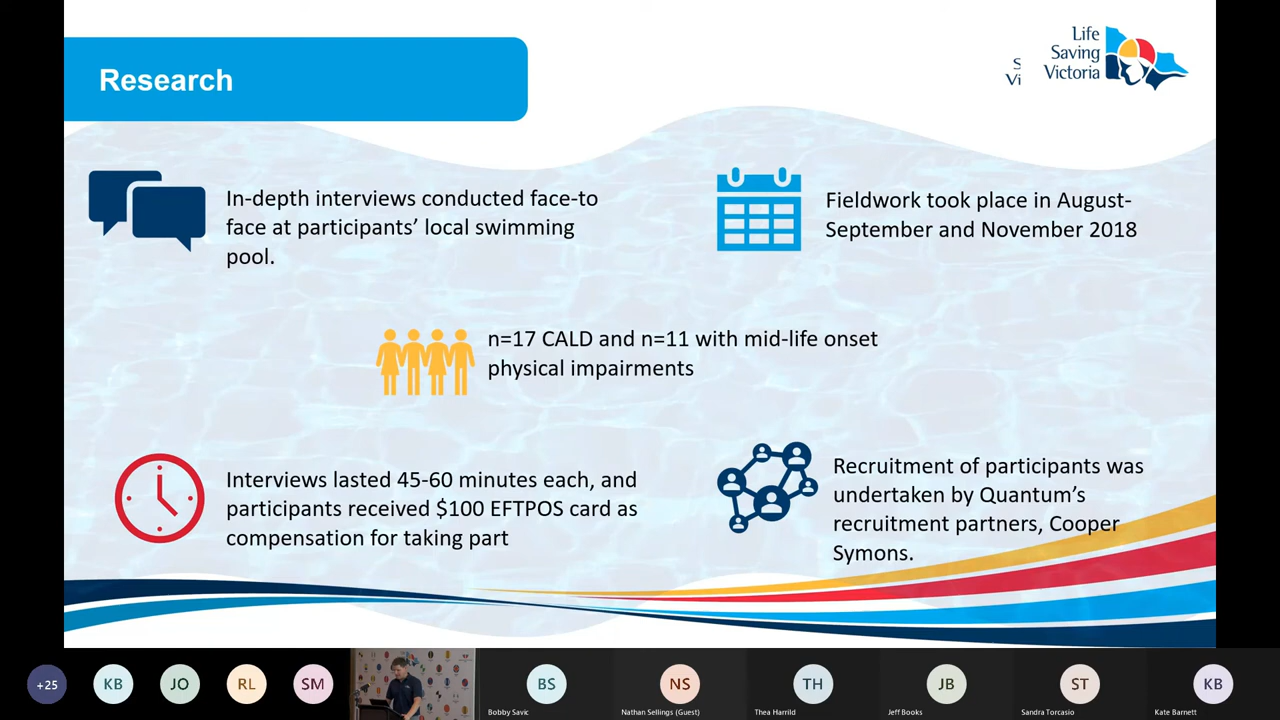 Research
Life
Saving
Victoria
S
Vi
In-depth interviews conducted face-to
face at participants' local swimming
pool.
Fieldwork took place in August-
September and November 2018
n=17 CALD and n=11 with mid-life onset
physical impairments
Interviews lasted 45-60 minutes each, and
participants received $100 EFTPOS card as
compensation for taking part
Recruitment of participants was
undertaken by Quantum's
recruitment partners, Cooper
Symons.
+25
KB
JO
RL
SM
BS
Bobby Savic
NS
Nathan Sellings (Guest)
TH
Thea Harrild
JB
Jeff Books
ST
Sandra Torcasio
KB
Kate Barnett